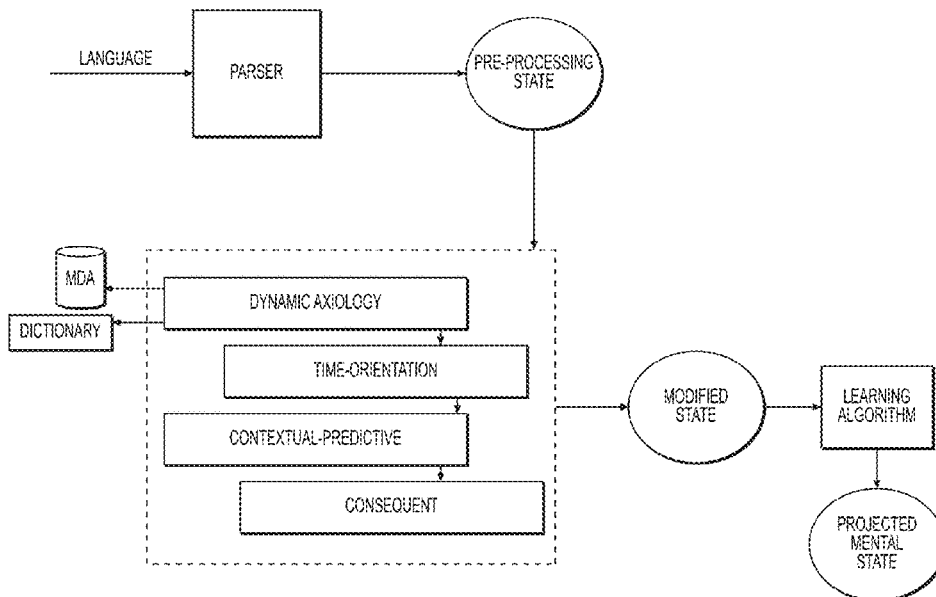 LANGUAGE
PARSER
PRE-PROCESSING
STATE
MDA
DICTIONARY
DYNAMIC AXIOLOGY
TIME-ORIENTATION
CONTEXTUAL-PREDICTIVE
CONSEQUENT
MODIFIED
STATE
LEARNING
ALGORITHM
PROJECTED
MENTAL
STATE